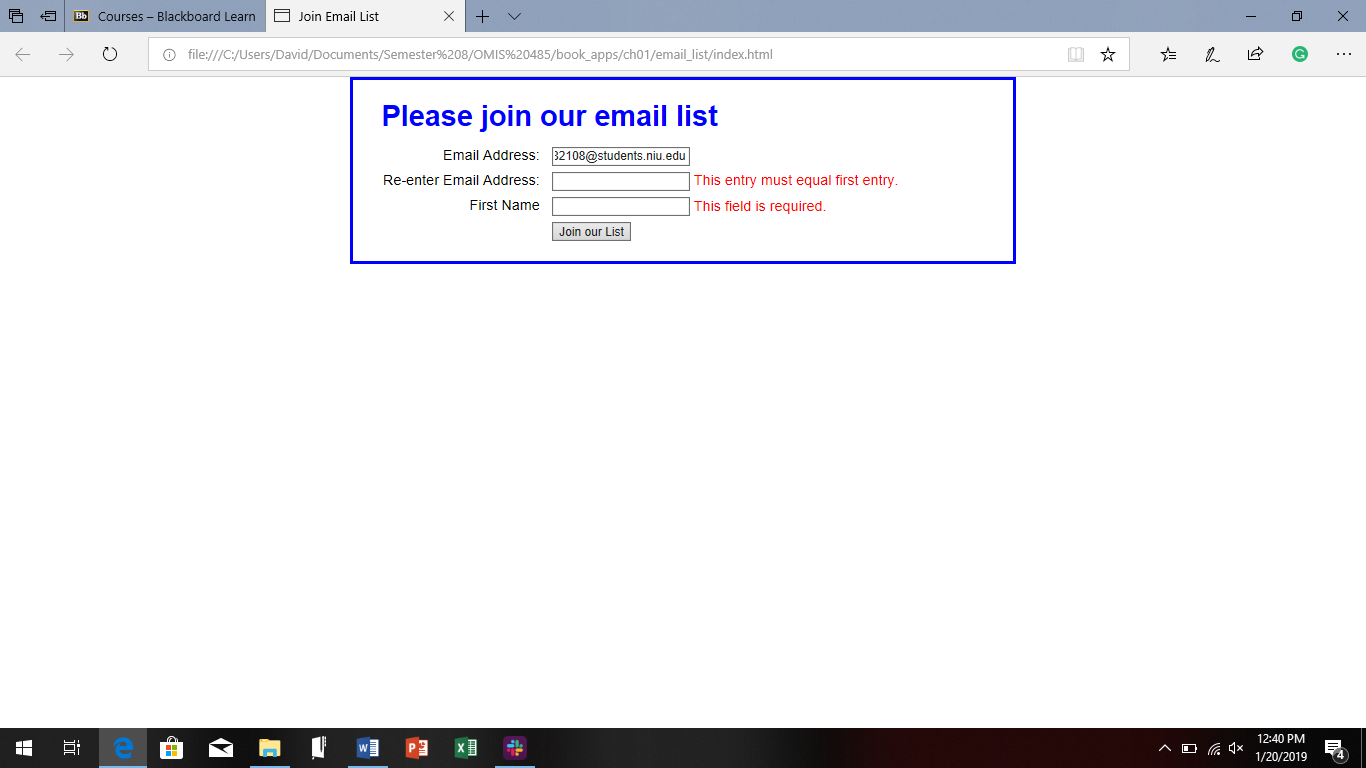 Courses – Blackboard Learn
Join Email List
file:///C:/Users/David/Documents/Semester%208/OMIS%20485/book_apps/ch01/email_list/index.html
Please join our email list
Email Address: 32108@students.niu.edu
Re-enter Email Address: This entry must equal first entry.
First Name This field is required.
Join our List
12:40 PM
1/20/2019
4